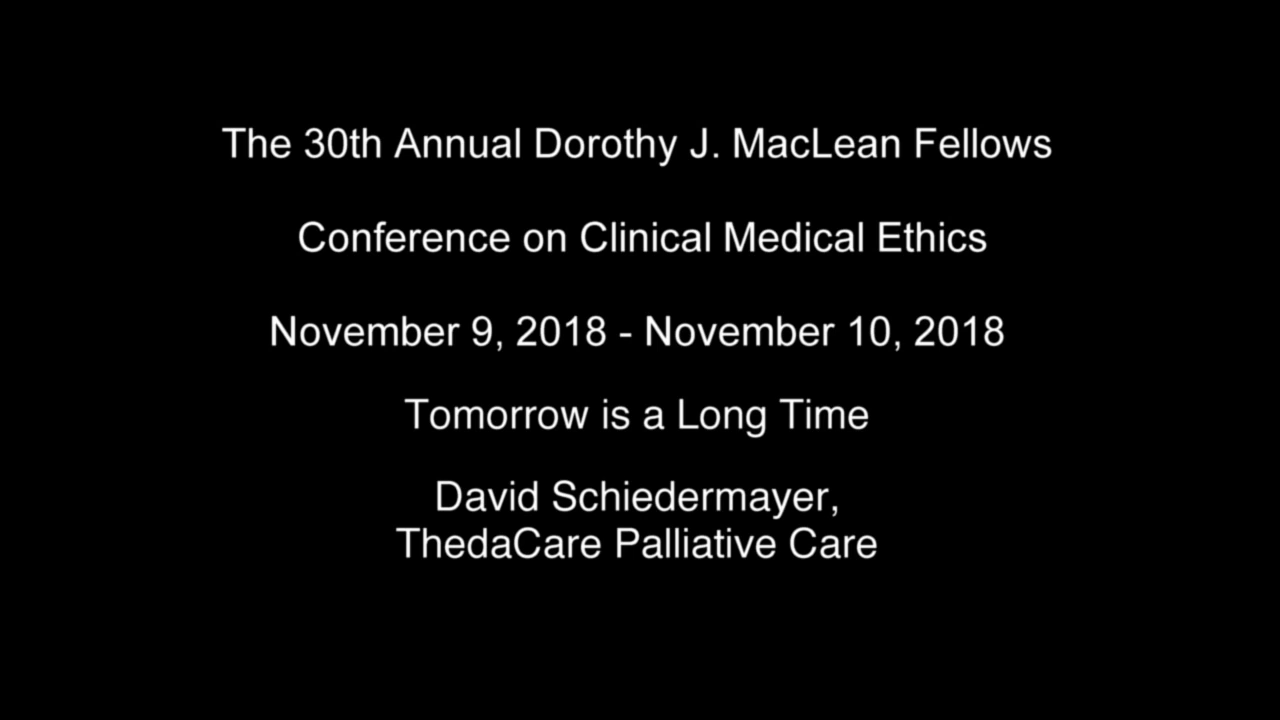 The 30th Annual Dorothy J. MacLean Fellows
Conference on Clinical Medical Ethics
November 9, 2018 - November 10, 2018
Tomorrow is a Long Time
David Schiedermayer,
ThedaCare Palliative Care